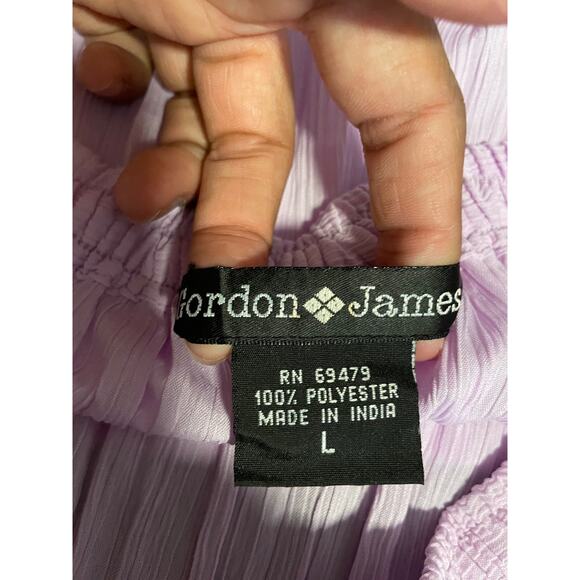 Gordon James
RN 69479
100% POLYESTER
MADE IN INDIA
L